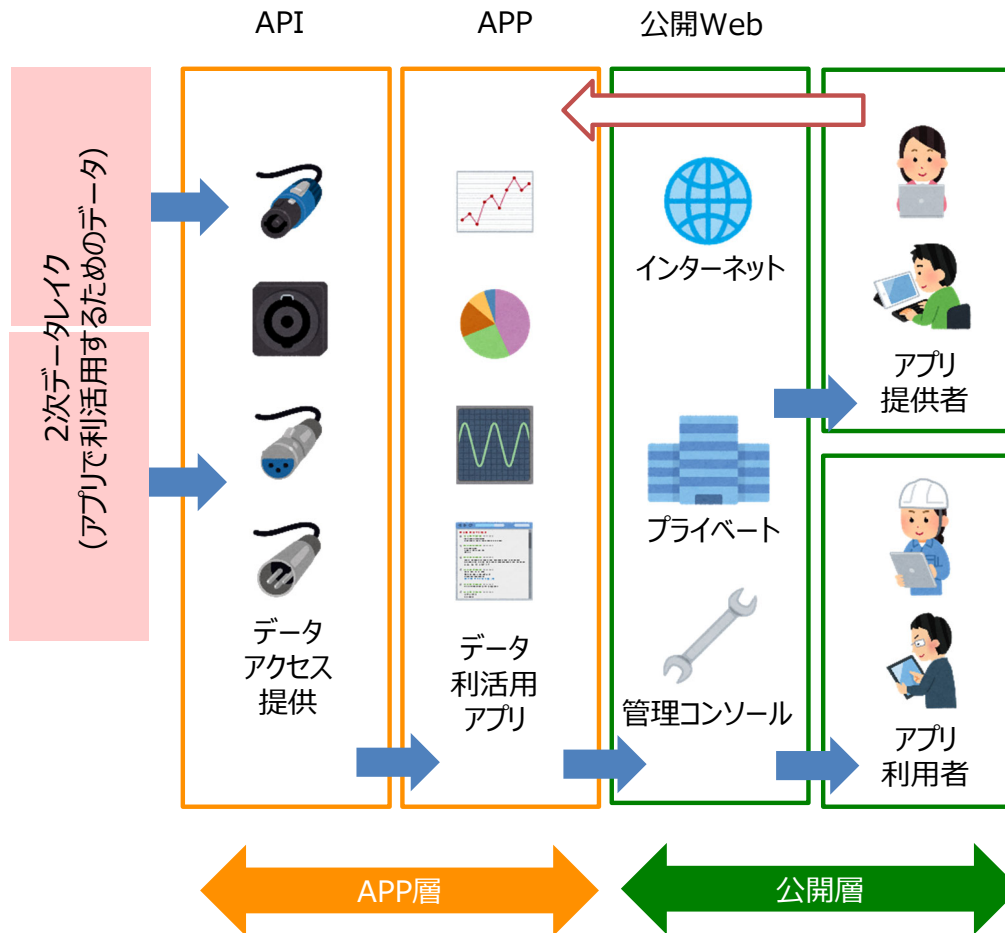 API
APP
公開Web
2次データレイク
(アプリで利活用するためのデータ)
データ
アクセス
提供
データ
利活用
アプリ
インターネット
プライベート
管理コンソール
アプリ
提供者
アプリ
利用者
APP層
公開層